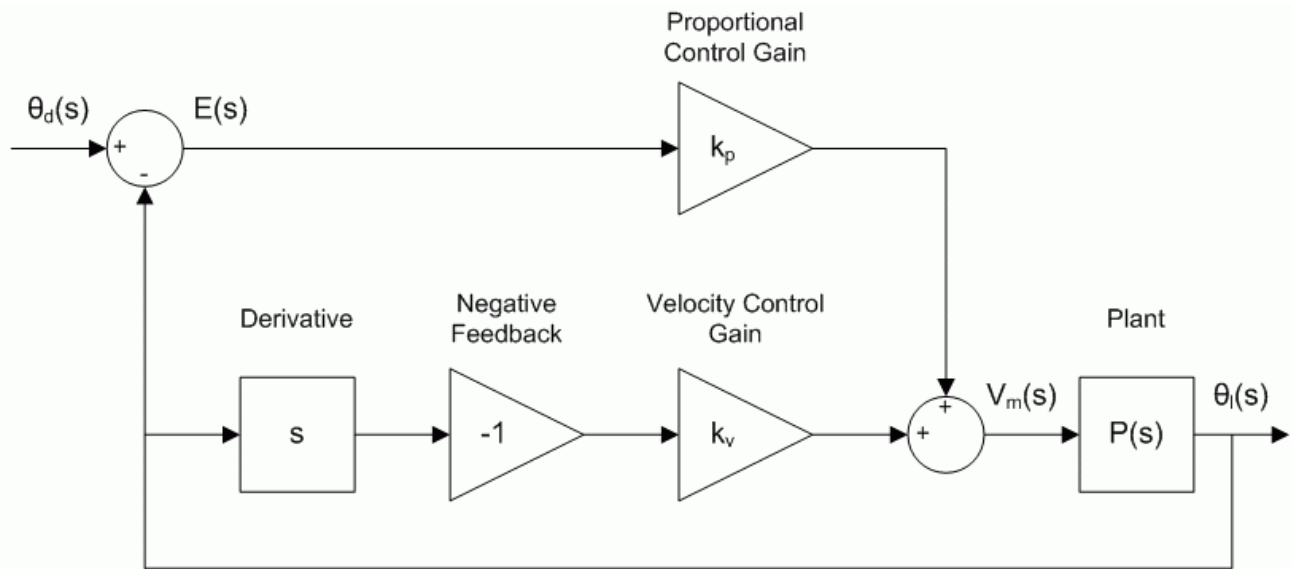 Proportional
Control Gain
θd(s)
E(s)
+
-
kp
Derivative
Negative
Feedback
Velocity Control
Gain
Plant
s
-1
kv
+
+
Vm(s)
P(s)
θl(s)